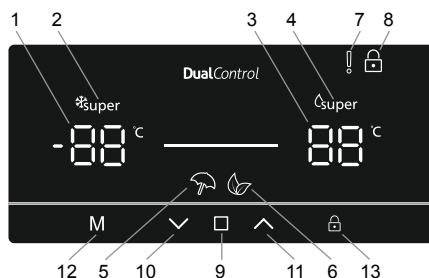 1 2 3 4 7 8
DualControl
super super
-88 °C 88 °C
M
12 5 10 9 11 6 13